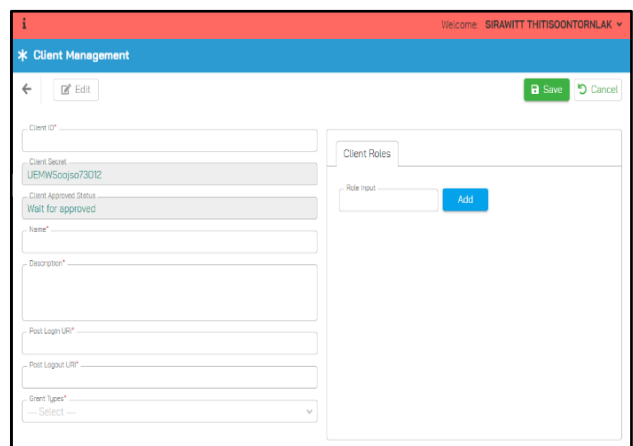 i
Welcome: SIRAWITT THITISOONTORNLAK
Client Management
Edit
Save
Cancel
Client ID*
Client Secret
UEMWSoojso73012
Client Approved Status
Wait for approved
Name*
Description*
Post Login URI*
Post Logout URI*
Grant Types*
--- Select ---
Client Roles
Role Input
Add